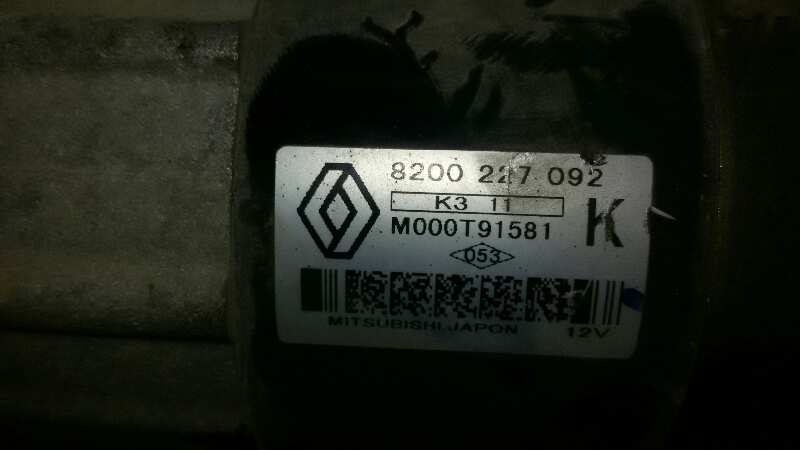 8200 227 092
K3 11
M000T91581
K
053
MITSUBISHI.JAPON 12V